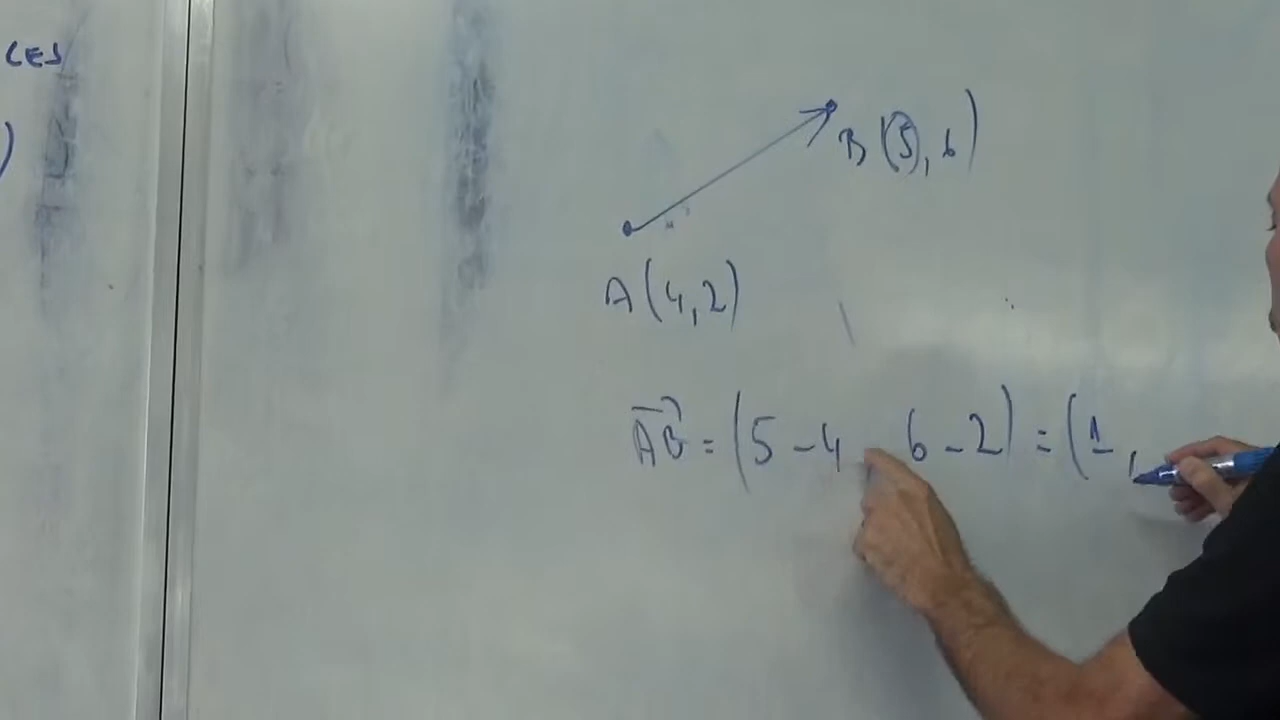 CES
)
B (5, 6)
A (4, 2)
AB = (5 - 4, 6 - 2) = (1,